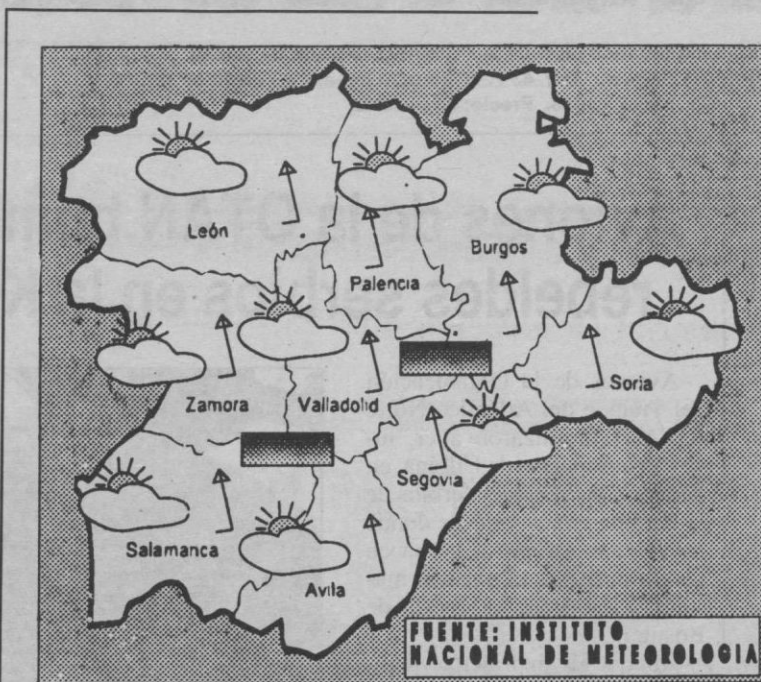 León
Burgos
Palencia
Soria
Zamora
Valladolid
Segovia
Salamanca
Avila
FUENTE: INSTITUTO
NACIONAL DE METEOROLOGIA